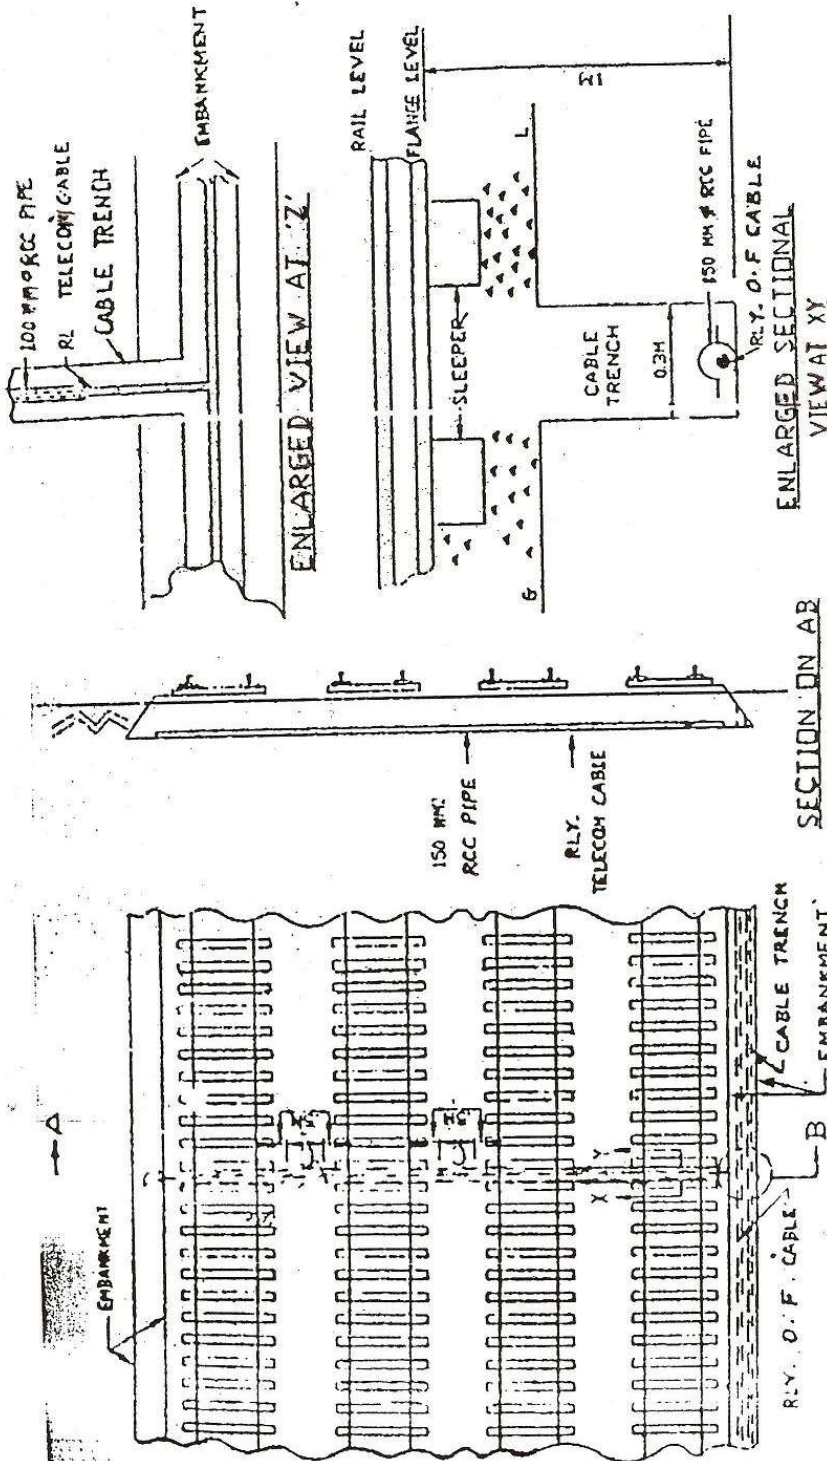 EMBANKMENT
A
RLY. O.F. CABLE
B
EMBANKMENT
CABLE TRENCH
X
Y
150 MM.
RCC PIPE
RLY.
TELECOM CABLE
SECTION ON AB
100 MM RCC PIPE
RL TELECOM CABLE
CABLE TRENCH
EMBANKMENT
ENLARGED VIEW AT 'Z'
RAIL LEVEL
FLANGE LEVEL
SLEEPER
G
L
CABLE
TRENCH
0.3M
1M
150 MM φ RCC PIPE
RLY. O.F CABLE
ENLARGED SECTIONAL
VIEW AT XY